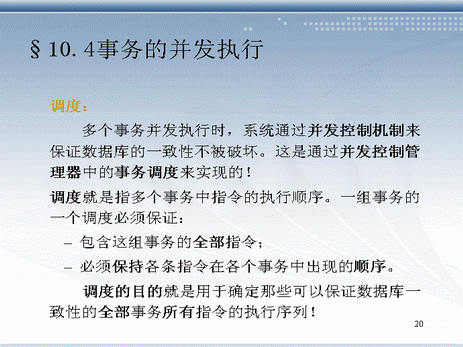 §10.4事务的并发执行
调度：
多个事务并发执行时，系统通过并发控制机制来
保证数据库的一致性不被破坏。这是通过并发控制管
理器中的事务调度来实现的！
调度就是指多个事务中指令的执行顺序。一组事务的
一个调度必须保证：
– 包含这组事务的全部指令；
– 必须保持各条指令在各个事务中出现的顺序。
调度的目的就是用于确定那些可以保证数据库一
致性的全部事务所有指令的执行序列！
20